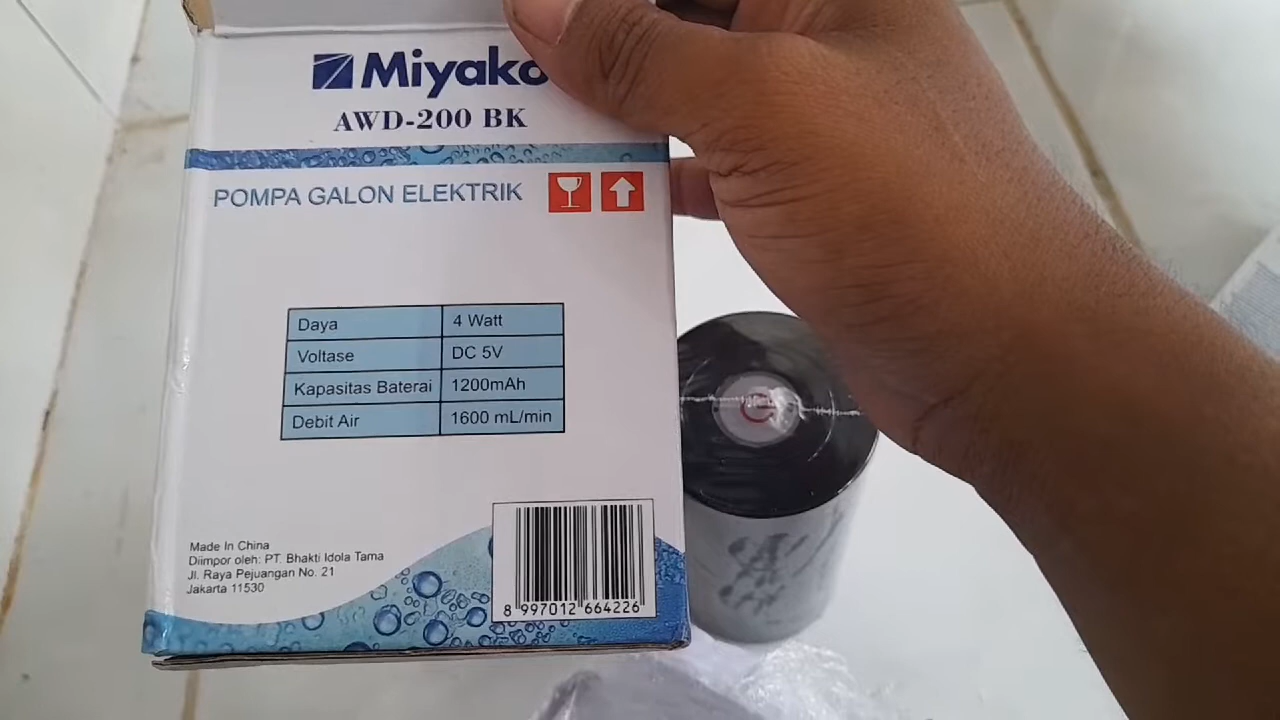 Miyako
AWD-200 BK
POMPA GALON ELEKTRIK
Daya 4 Watt
Voltase DC 5V
Kapasitas Baterai 1200mAh
Debit Air 1600 mL/min
Made In China
Diimpor oleh: PT. Bhakti Idola Tama
Jl. Raya Pejuangan No. 21
Jakarta 11530
8 997012 664226